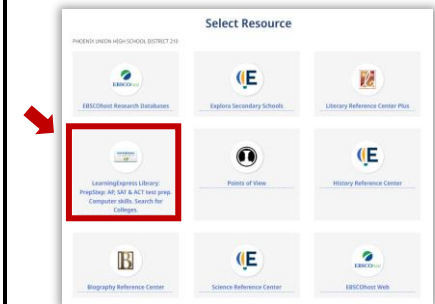 Select Resource
PHOENIX UNION HIGH SCHOOL DISTRICT 210
EBSCOhost Research Databases
Explora Secondary Schools
Literary Reference Center Plus
LearningExpress Library:
PrepStep: AP, SAT & ACT test prep.
Computer skills. Search for
Colleges.
Points of View
History Reference Center
Biography Reference Center
Science Reference Center
EBSCOhost Web